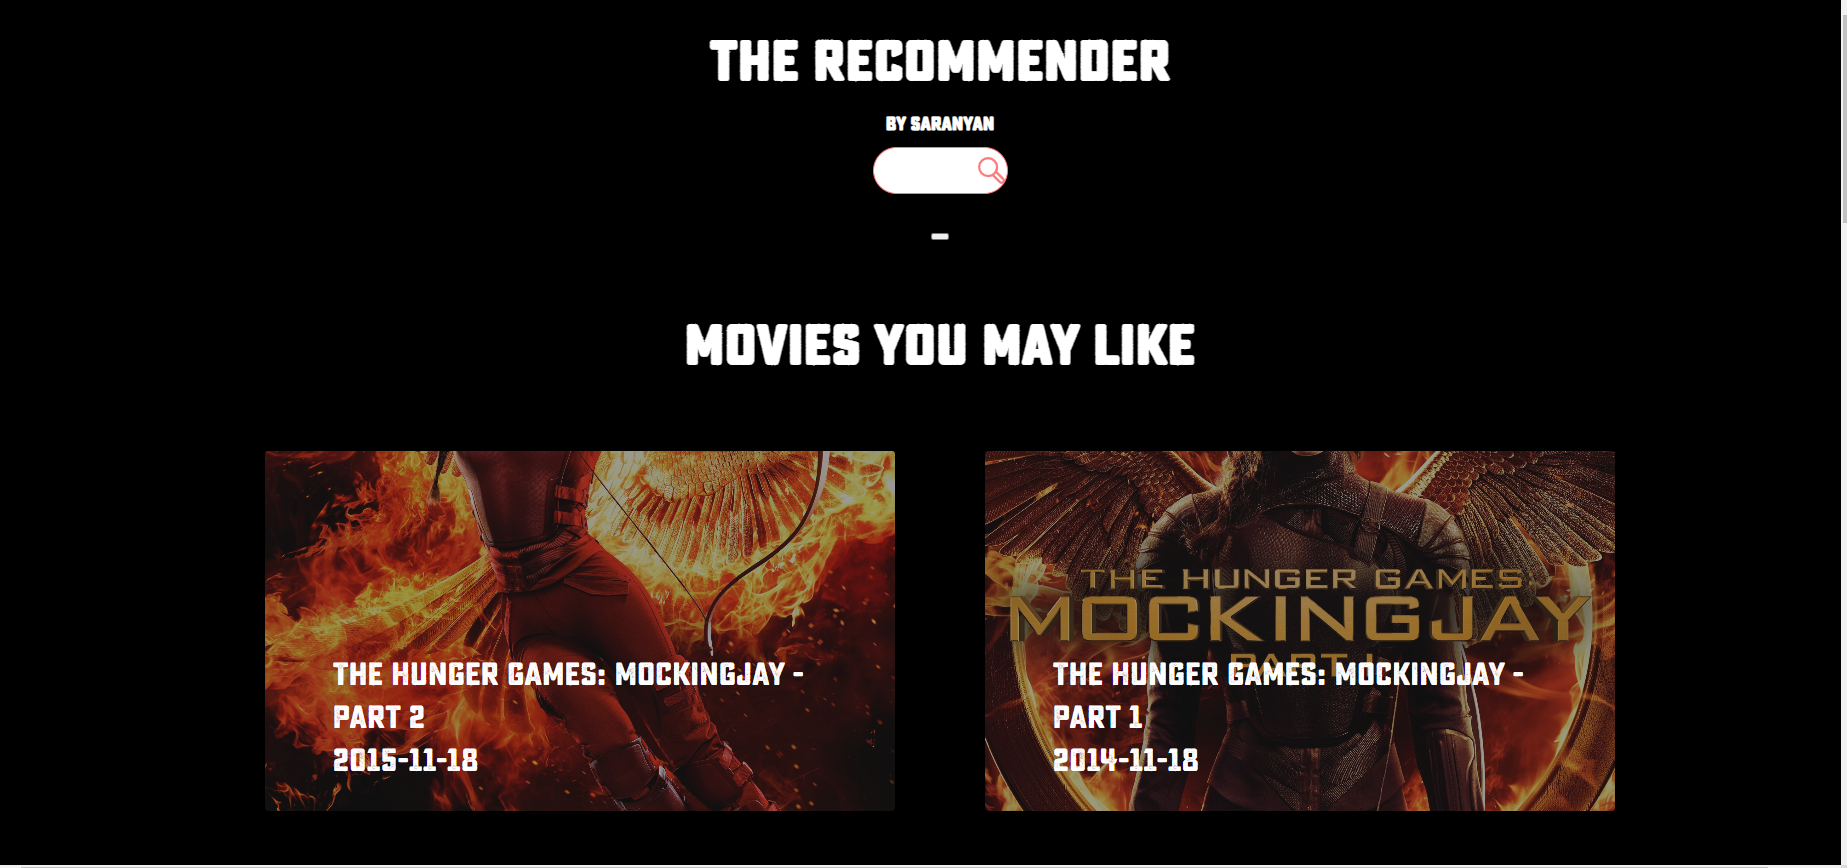 THE RECOMMENDER
BY SARANYAN
-
MOVIES YOU MAY LIKE
THE HUNGER GAMES: MOCKINGJAY -
PART 2
2015-11-18
THE HUNGER GAMES:
MOCKINGJAY
PART 1
THE HUNGER GAMES: MOCKINGJAY -
PART 1
2014-11-18